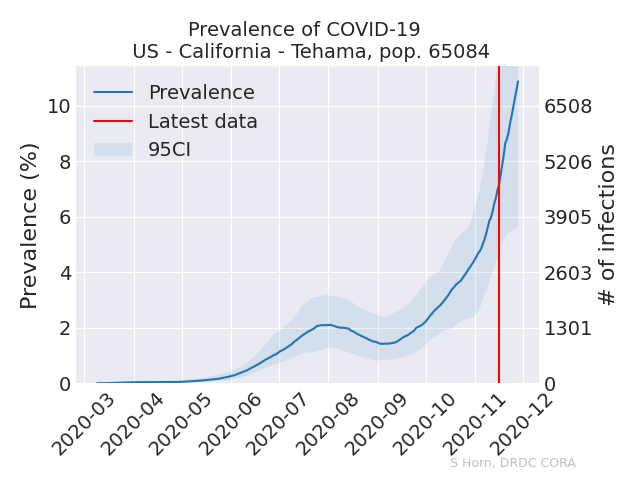 Prevalence of COVID-19
US - California - Tehama, pop. 65084
Prevalence
Latest data
95CI
Prevalence (%)
10
8
6
4
2
0
6508
5206
3905
2603
1301
0
# of infections
2020-03
2020-04
2020-05
2020-06
2020-07
2020-08
2020-09
2020-10
2020-11
2020-12
S Horn, DRDC CORA